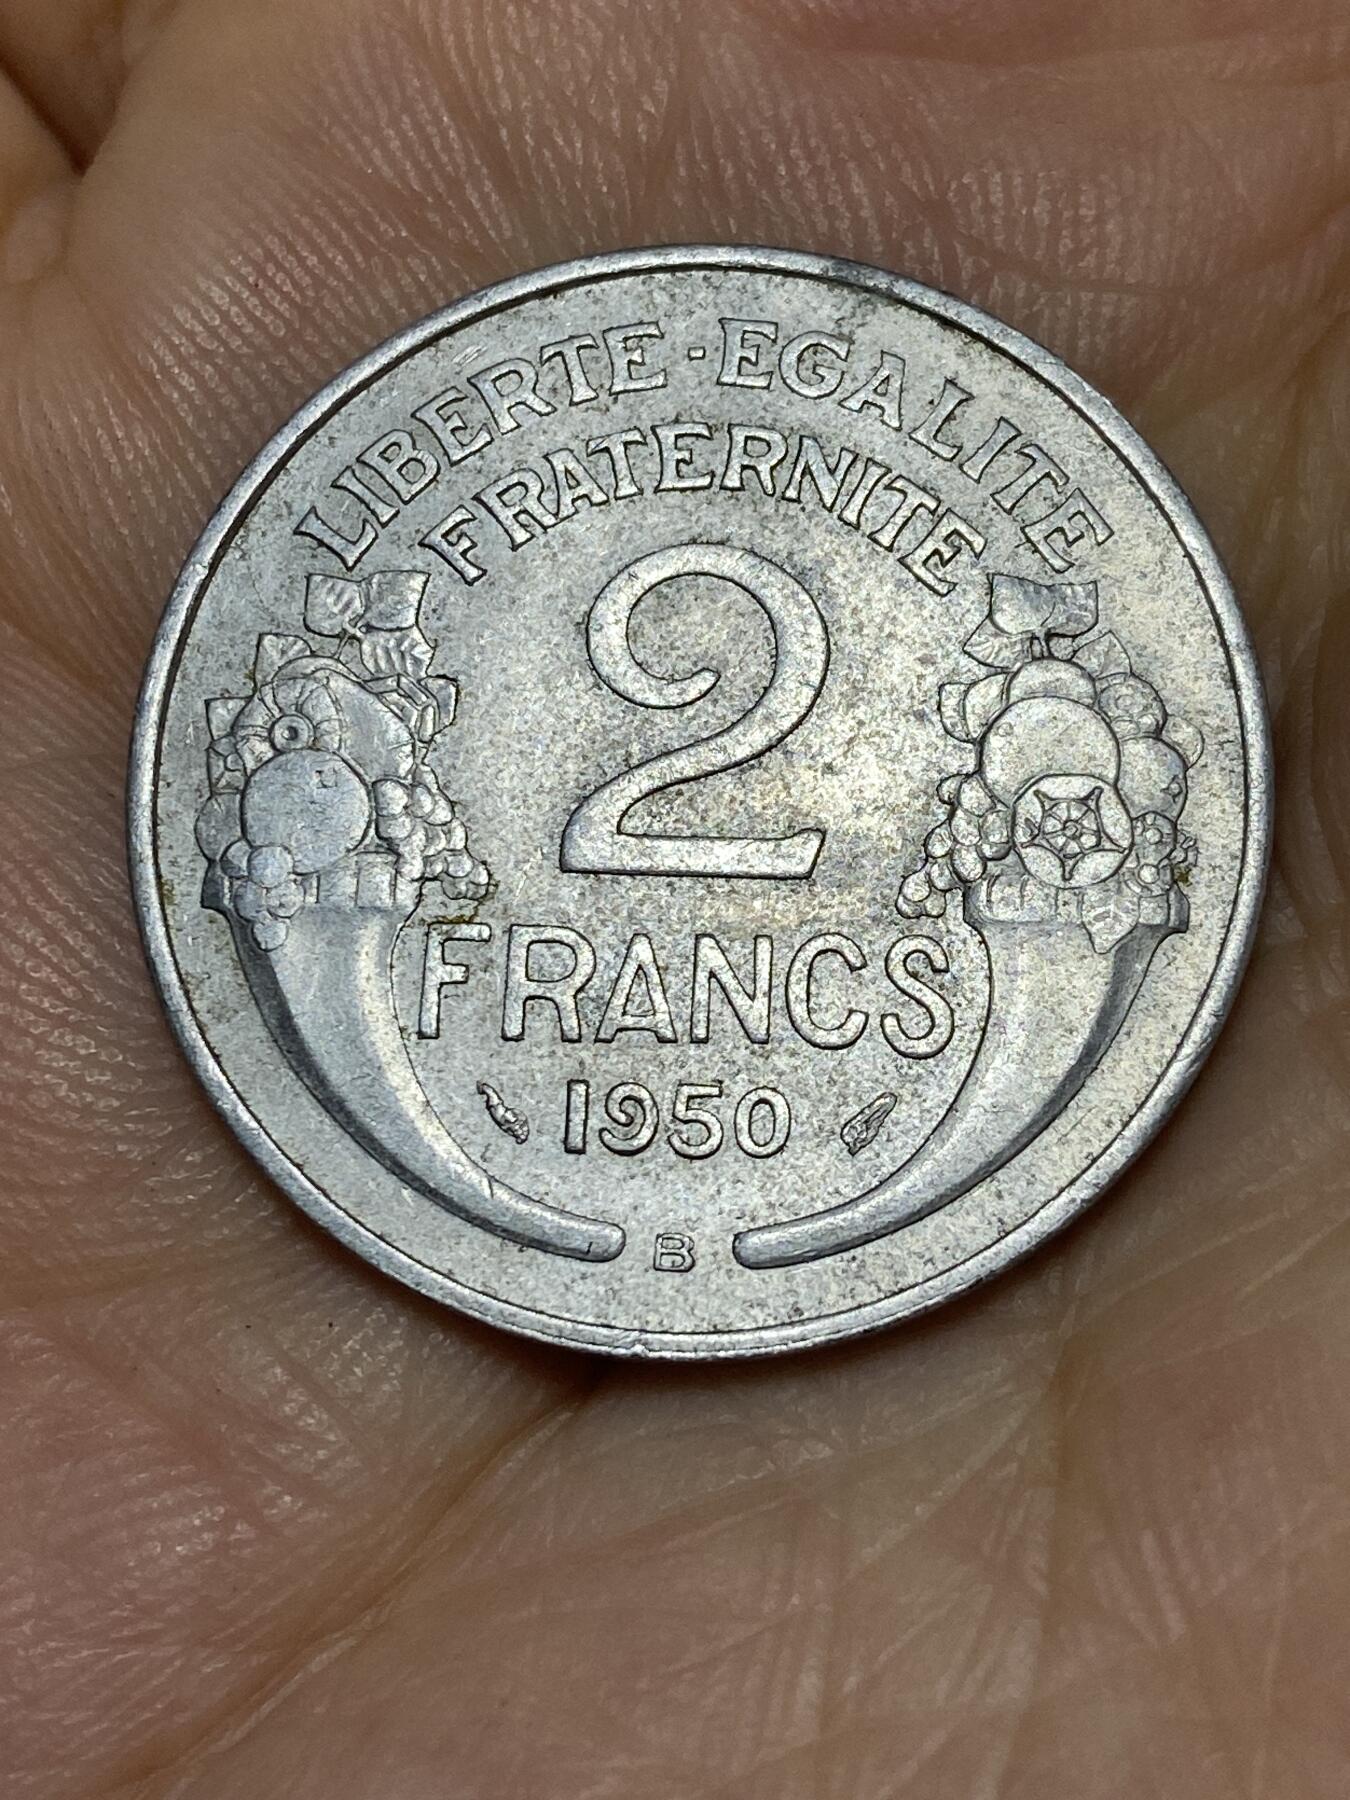 LIBERTE · EGALITE
FRATERNITE
2
FRANCS
1950
B